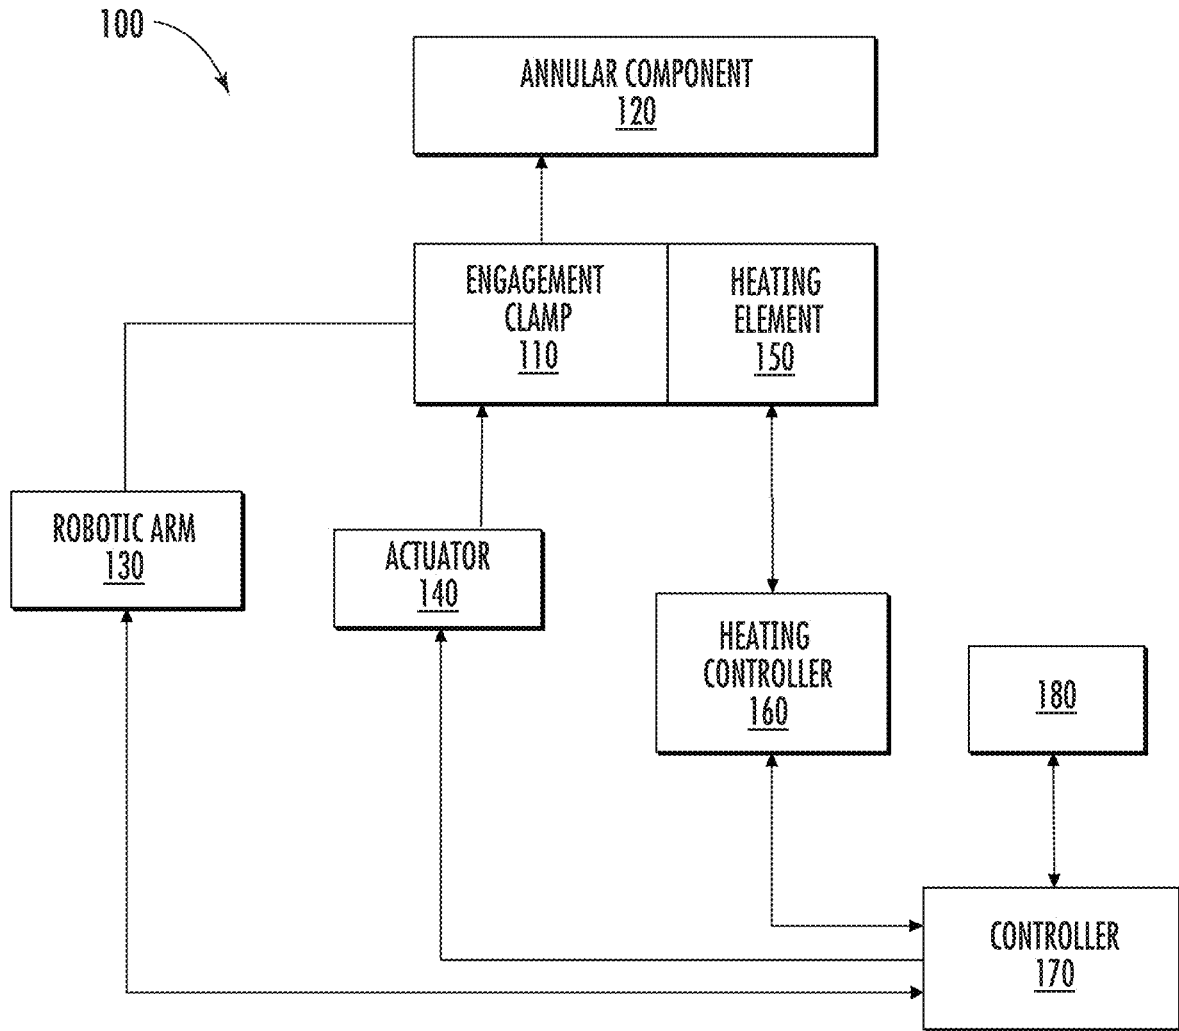 100
ANNULAR COMPONENT
120
ENGAGEMENT
CLAMP
110
HEATING
ELEMENT
150
ROBOTIC ARM
130
ACTUATOR
140
HEATING
CONTROLLER
160
180
CONTROLLER
170